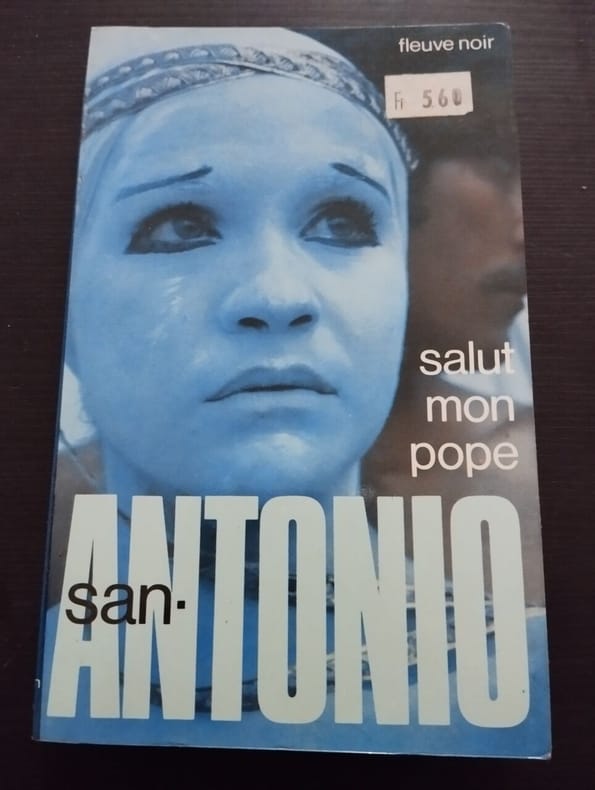 fleuve noir
Fr 5.60
salut
mon
pope
san-
ANTONIO